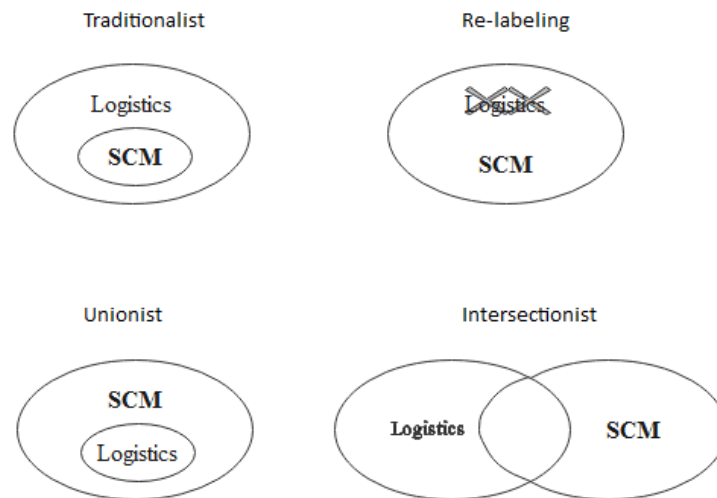 Traditionalist
Re-labeling
Logistics
SCM
Logistics
SCM
Unionist
Intersectionist
SCM
Logistics
Logistics
SCM